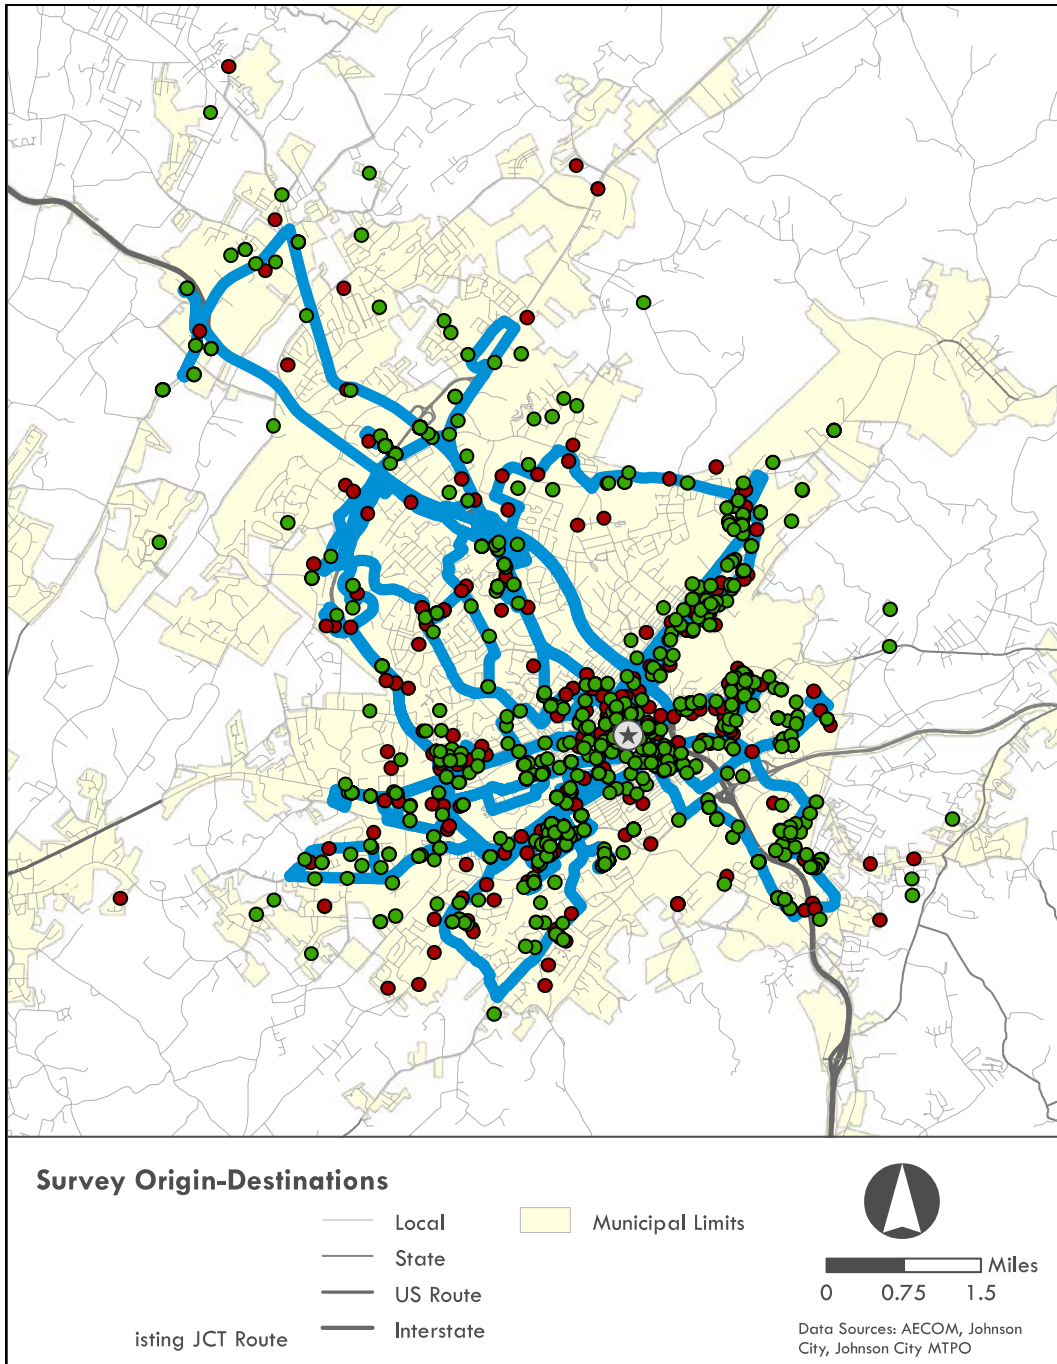 Survey Origin-Destinations
Local
State
US Route
Interstate
isting JCT Route
Municipal Limits
Miles
0 0.75 1.5
Data Sources: AECOM, Johnson
City, Johnson City MTPO